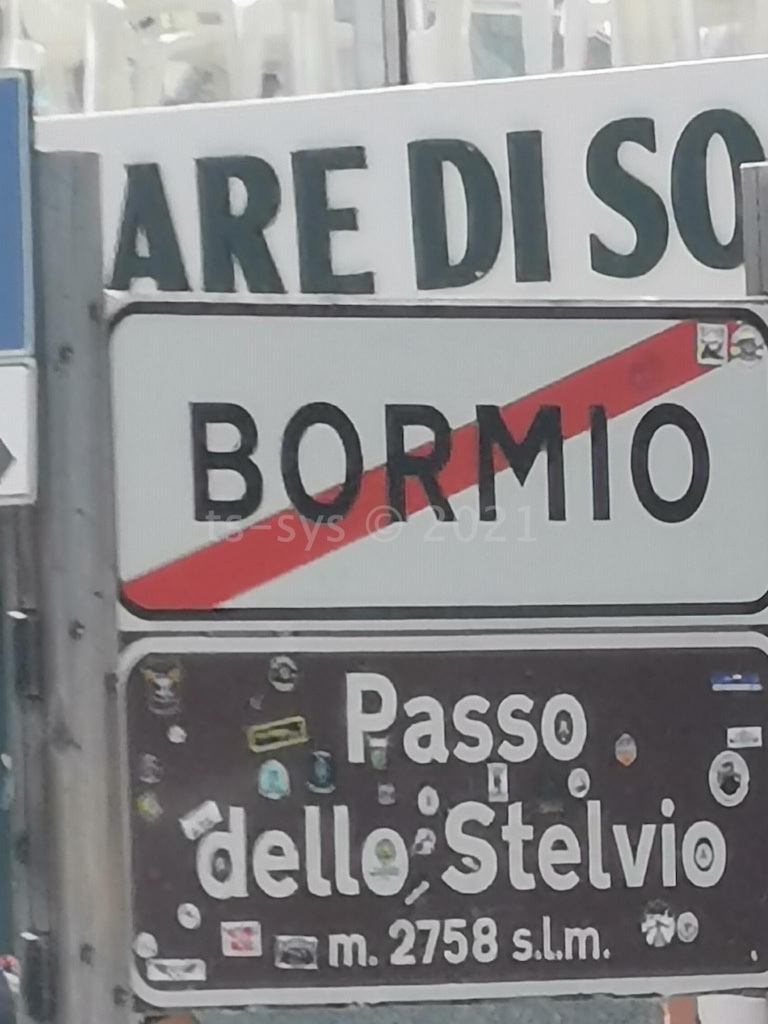 ARE DI SO
BORMIO
ts-sys © 2021
Passo
dello Stelvio
m. 2758 s.l.m.